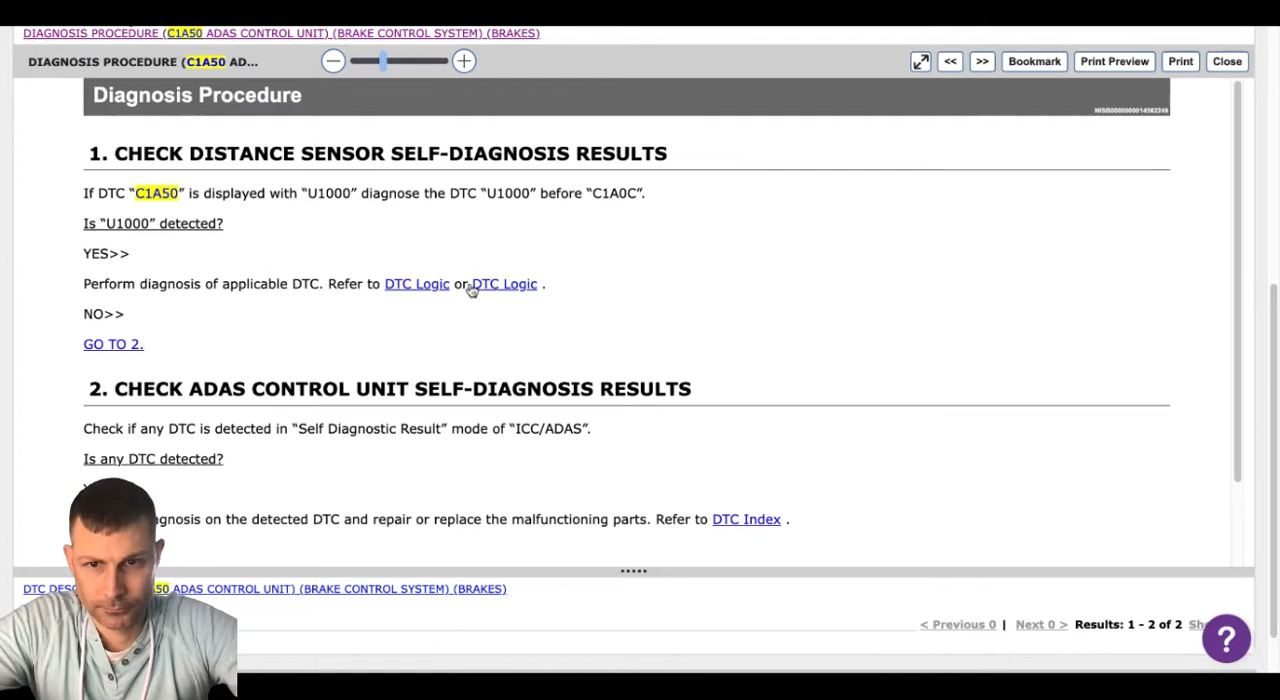 DIAGNOSIS PROCEDURE (C1A50 ADAS CONTROL UNIT) (BRAKE CONTROL SYSTEM) (BRAKES)
DIAGNOSIS PROCEDURE (C1A50 AD...
<< >> Bookmark Print Preview Print Close
Diagnosis Procedure
1. CHECK DISTANCE SENSOR SELF-DIAGNOSIS RESULTS
If DTC “C1A50” is displayed with “U1000” diagnose the DTC “U1000” before “C1A0C”.
Is “U1000” detected?
YES>>
Perform diagnosis of applicable DTC. Refer to DTC Logic or DTC Logic .
NO>>
GO TO 2.
2. CHECK ADAS CONTROL UNIT SELF-DIAGNOSIS RESULTS
Check if any DTC is detected in “Self Diagnostic Result” mode of “ICC/ADAS”.
Is any DTC detected?
agnosis on the detected DTC and repair or replace the malfunctioning parts. Refer to DTC Index .
DTC DESC 50 ADAS CONTROL UNIT) (BRAKE CONTROL SYSTEM) (BRAKES)
< Previous 0 | Next 0 > Results: 1 - 2 of 2 Sh
?